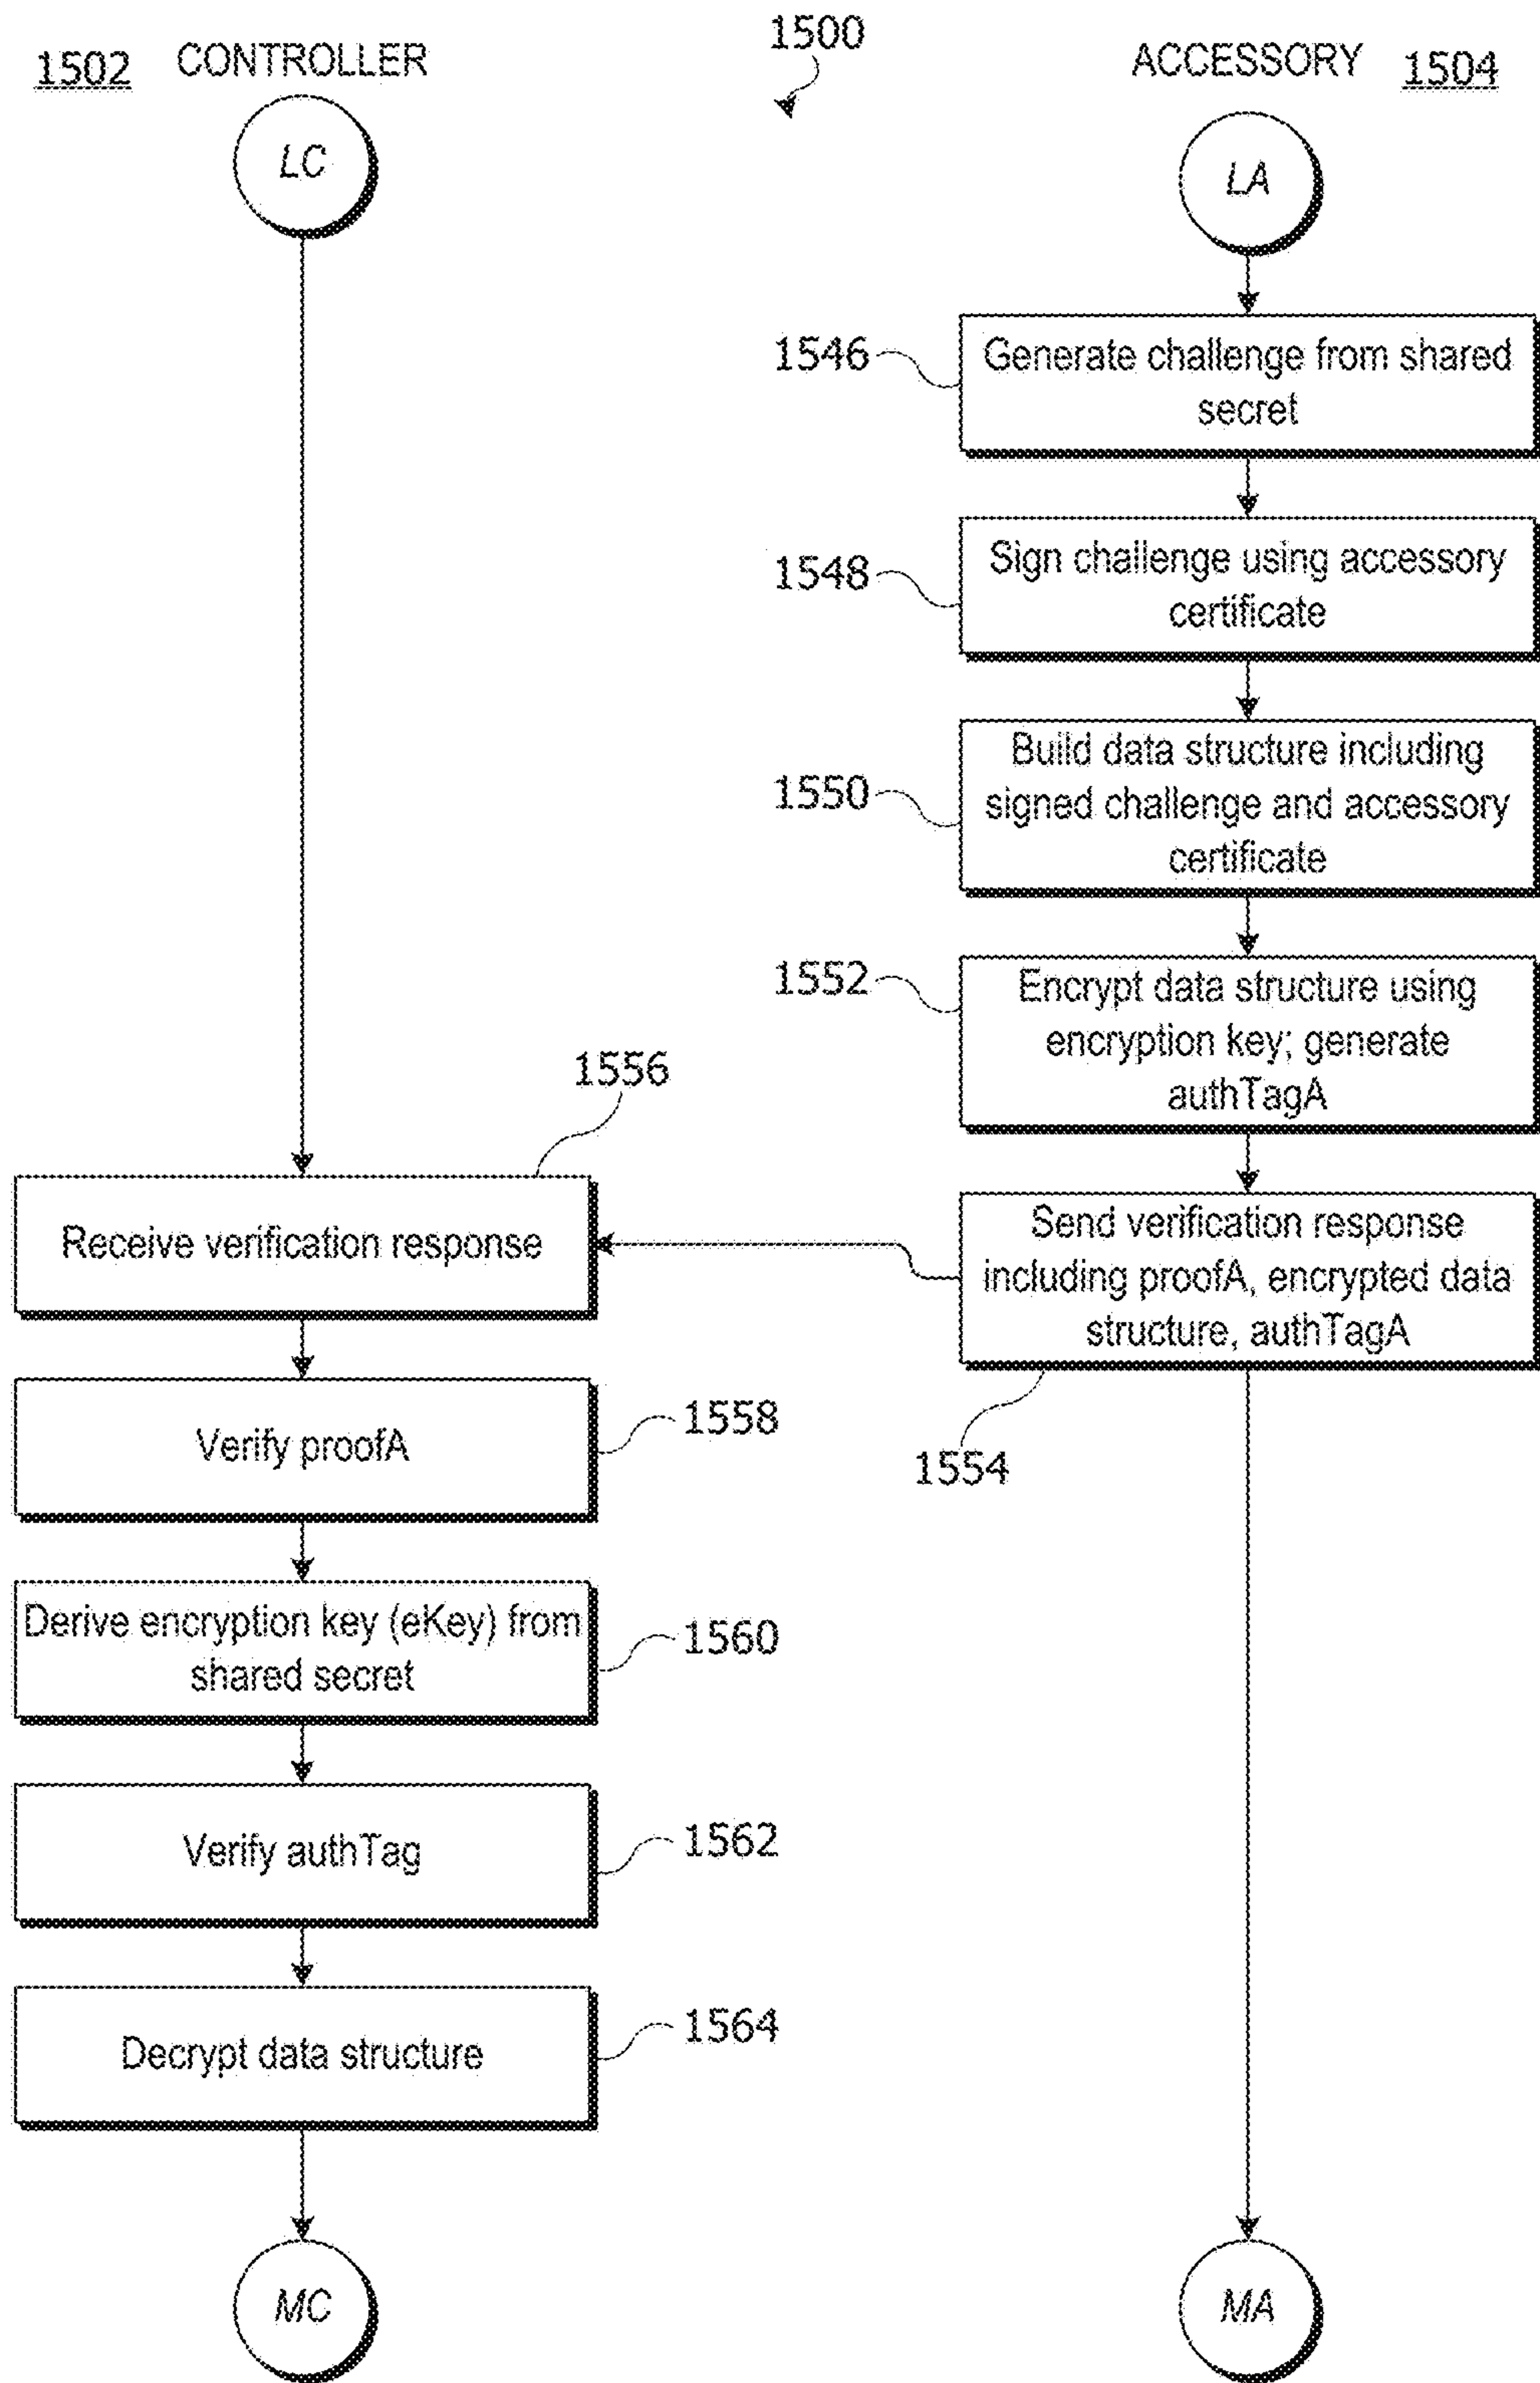 1500
1502 CONTROLLER
ACCESSORY 1504
LC
LA
1546
Generate challenge from shared
secret
1548
Sign challenge using accessory
certificate
1550
Build data structure including
signed challenge and accessory
certificate
1552
Encrypt data structure using
encryption key; generate
authTagA
1556
Receive verification response
Send verification response
including proofA, encrypted data
structure, authTagA
1554
Verify proofA
1558
Derive encryption key (eKey) from
shared secret
1560
Verify authTag
1562
Decrypt data structure
1564
MC
MA